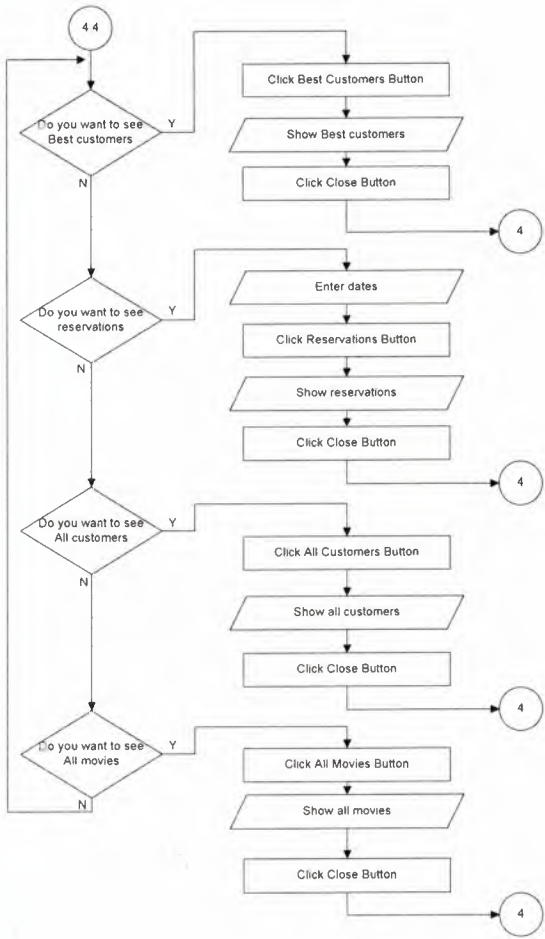 4 4
Do you want to see
Best customers
Y
N
Click Best Customers Button
Show Best customers
Click Close Button
4
Do you want to see
reservations
Y
N
Enter dates
Click Reservations Button
Show reservations
Click Close Button
4
Do you want to see
All customers
Y
N
Click All Customers Button
Show all customers
Click Close Button
4
Do you want to see
All movies
Y
N
Click All Movies Button
Show all movies
Click Close Button
4